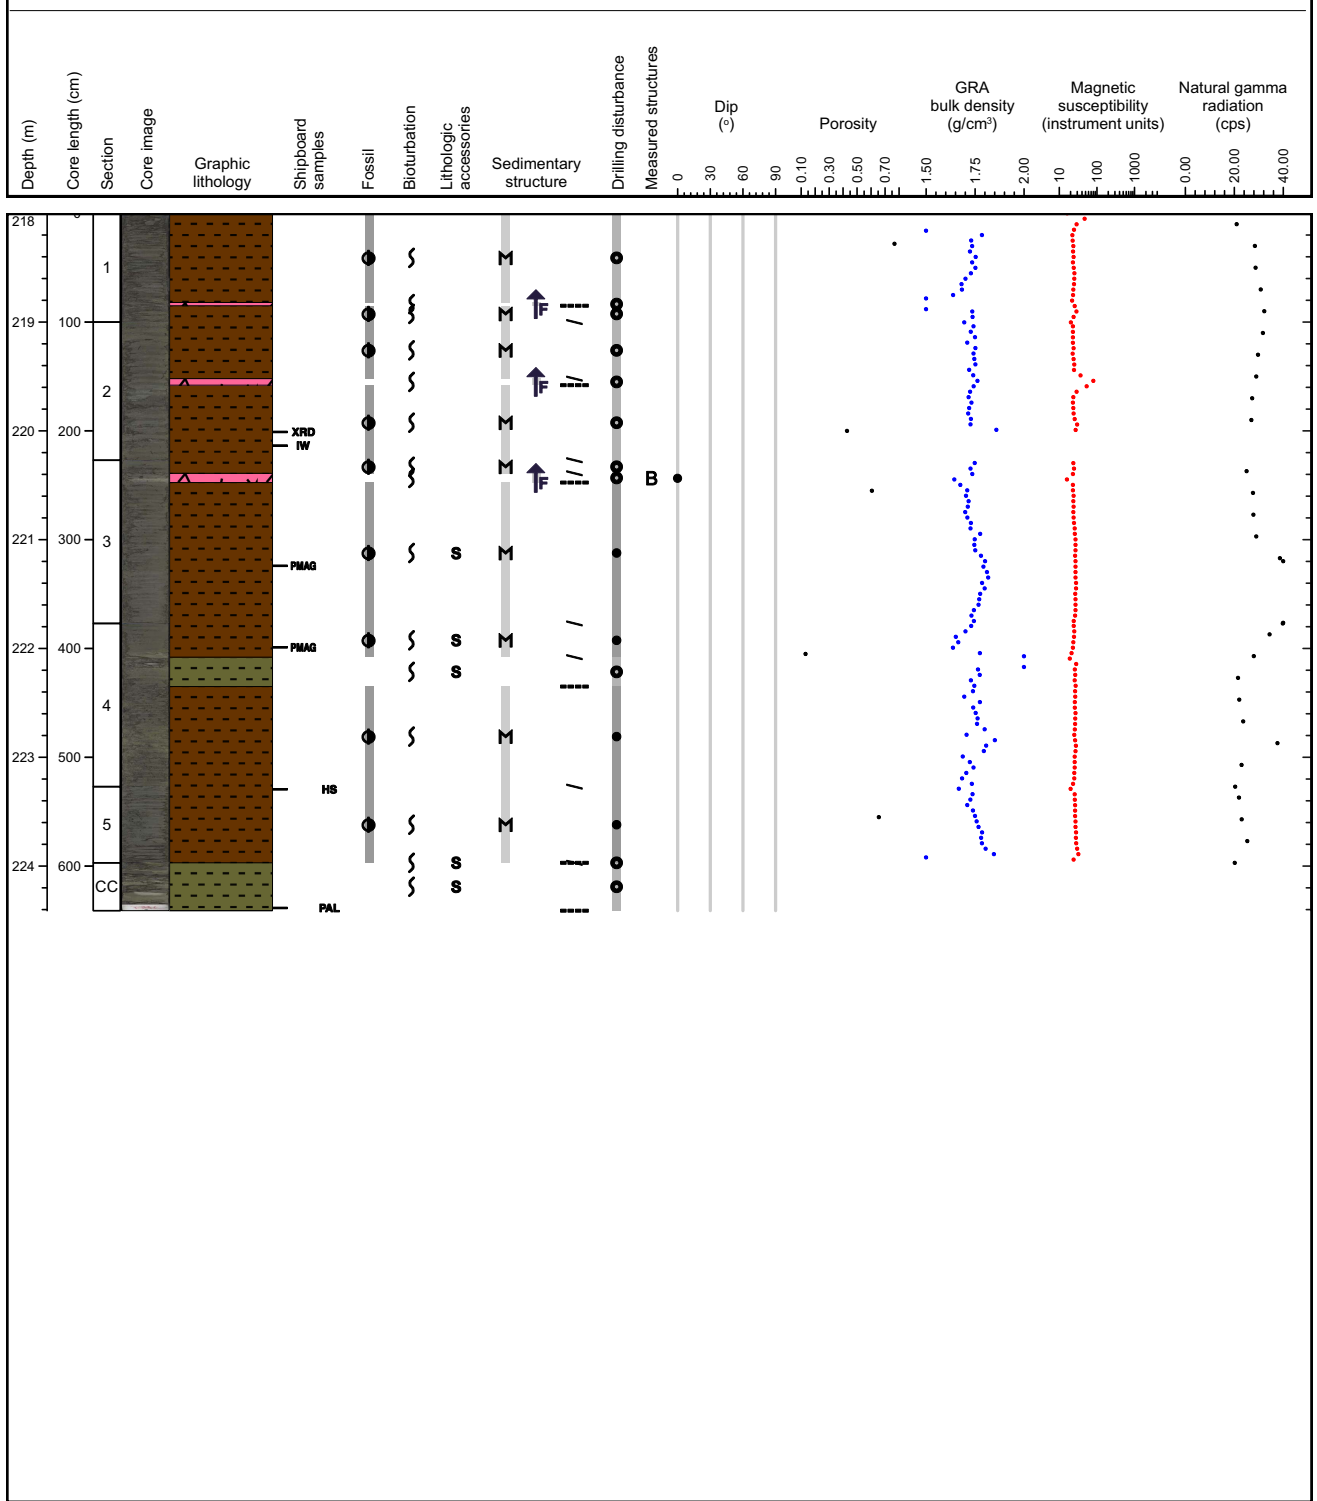 Depth (m)
Core length (cm)
Section
Core image
Graphic
lithology
Shipboard
samples
Fossil
Bioturbation
Lithologic
accessories
Sedimentary
structure
Drilling disturbance
Measured structures
Dip
(o)
Porosity
GRA
bulk density
(g/cm3)
Magnetic
susceptibility
(instrument units)
Natural gamma
radiation
(cps)
0 30 60 90
0.10 0.30 0.50 0.70
1.50 1.75 2.00
10 100 1000
0.00 20.00 40.00
218
1
219 100
2
220 200
XRD
IW
B
221 300 3
S
PMAG
222 400
S
PMAG
S
4
223 500
HS
5
224 600
S
CC
S
PAL